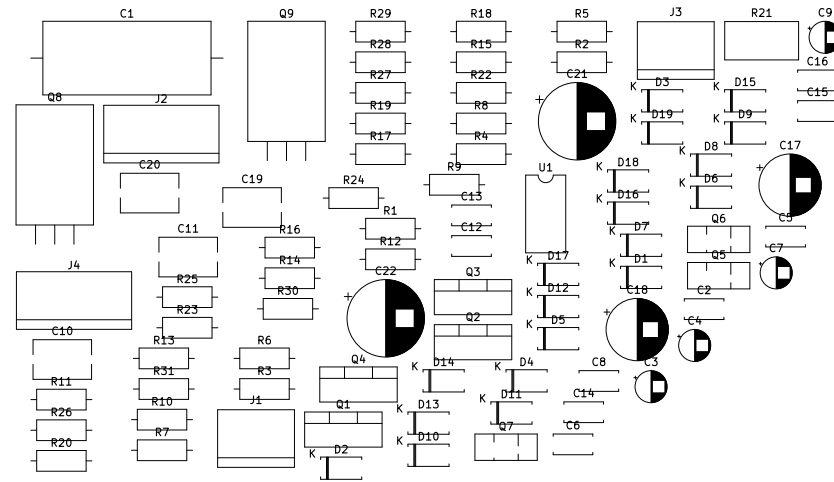 C1
Q9
R29
R18
R5
J3
R21
C9
+
R28
R15
R2
C16
R27
R22
C21
+
K
D3
K
D15
C15
Q8
J2
R19
R8
K
D19
K
D9
R17
R4
K
D8
C17
+
C20
R9
U1
K
D18
K
D6
C19
R24
C13
K
D16
C11
R16
R1
C12
K
D7
Q6
C5
J4
R14
R12
Q3
K
D17
K
D1
Q5
C7
+
R25
R30
C22
+
K
D12
C18
+
C2
R23
Q2
K
D5
C4
+
C10
R13
R6
Q4
K
D14
K
D4
C8
C3
+
R11
R31
R3
R26
R10
J1
Q1
K
D13
K
D11
C14
R20
R7
K
D2
K
D10
Q7
C6